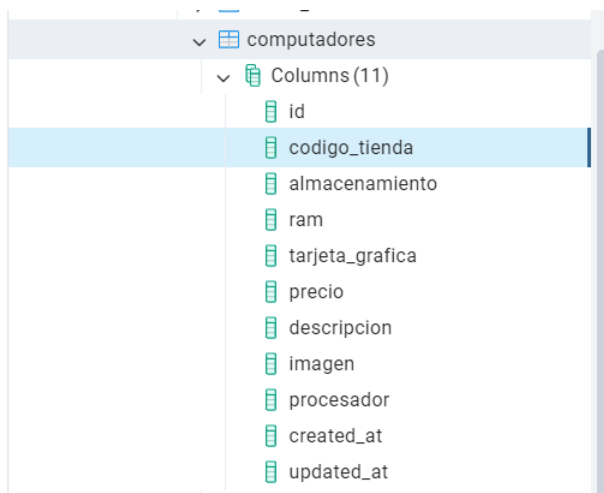 computadores
Columns (11)
id
codigo_tienda
almacenamiento
ram
tarjeta_grafica
precio
descripcion
imagen
procesador
created_at
updated_at